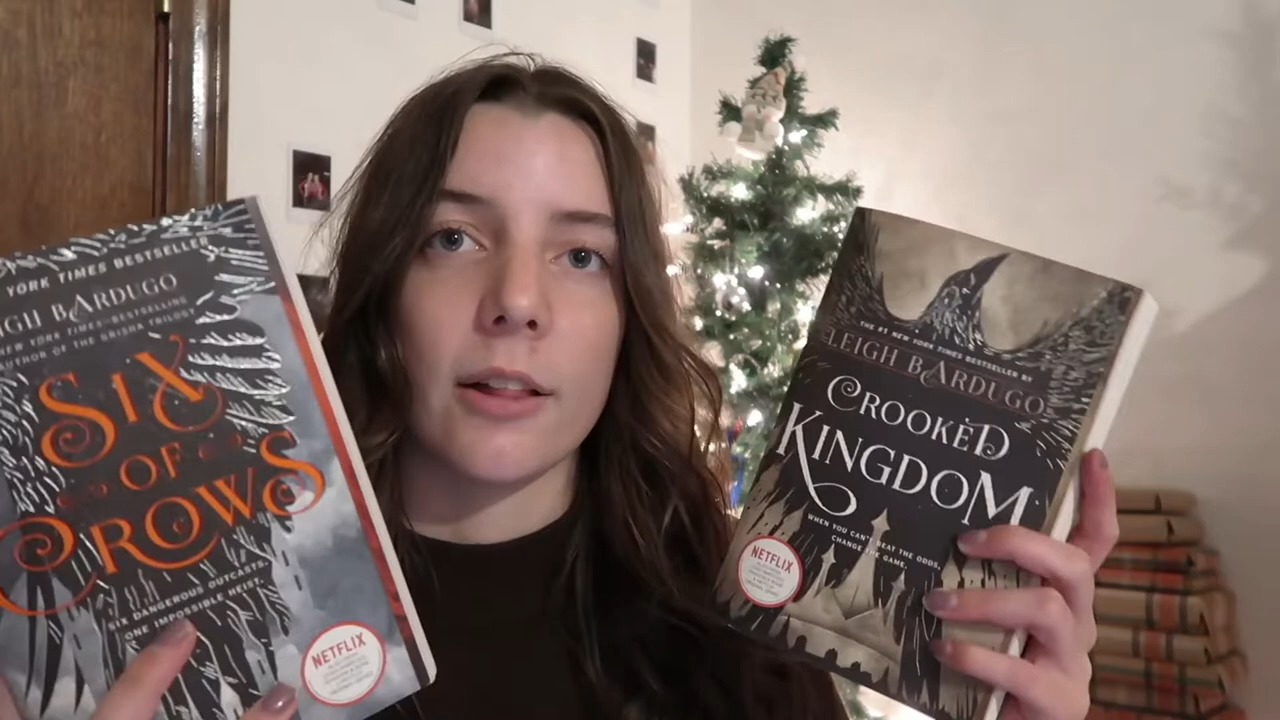 YORK TIMES BESTSELLER
IGH BARDUGO
NEW YORK TIMES-BESTSELLING
AUTHOR OF THE GRISHA TRILOGY
SIX
OF
CROWS
SIX DANGEROUS OUTCASTS.
ONE IMPOSSIBLE HEIST.
NETFLIX
THE #1 NEW YORK TIMES BESTSELLER BY
LEIGH BARDUGO
CROOKED
KINGDOM
WHEN YOU CAN'T BEAT THE ODDS,
CHANGE THE GAME.
NETFLIX